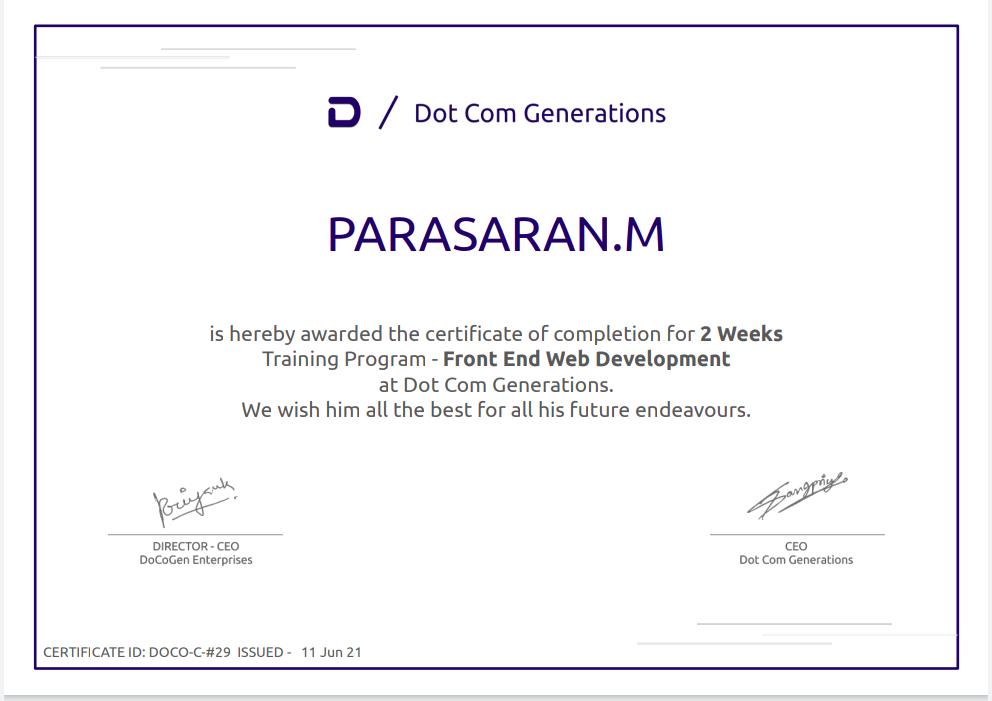 D / Dot Com Generations
PARASARAN.M
is hereby awarded the certificate of completion for 2 Weeks
Training Program - Front End Web Development
at Dot Com Generations.
We wish him all the best for all his future endeavours.
DIRECTOR - CEO
DoCoGen Enterprises
CEO
Dot Com Generations
CERTIFICATE ID: DOCO-C-#29 ISSUED - 11 Jun 21